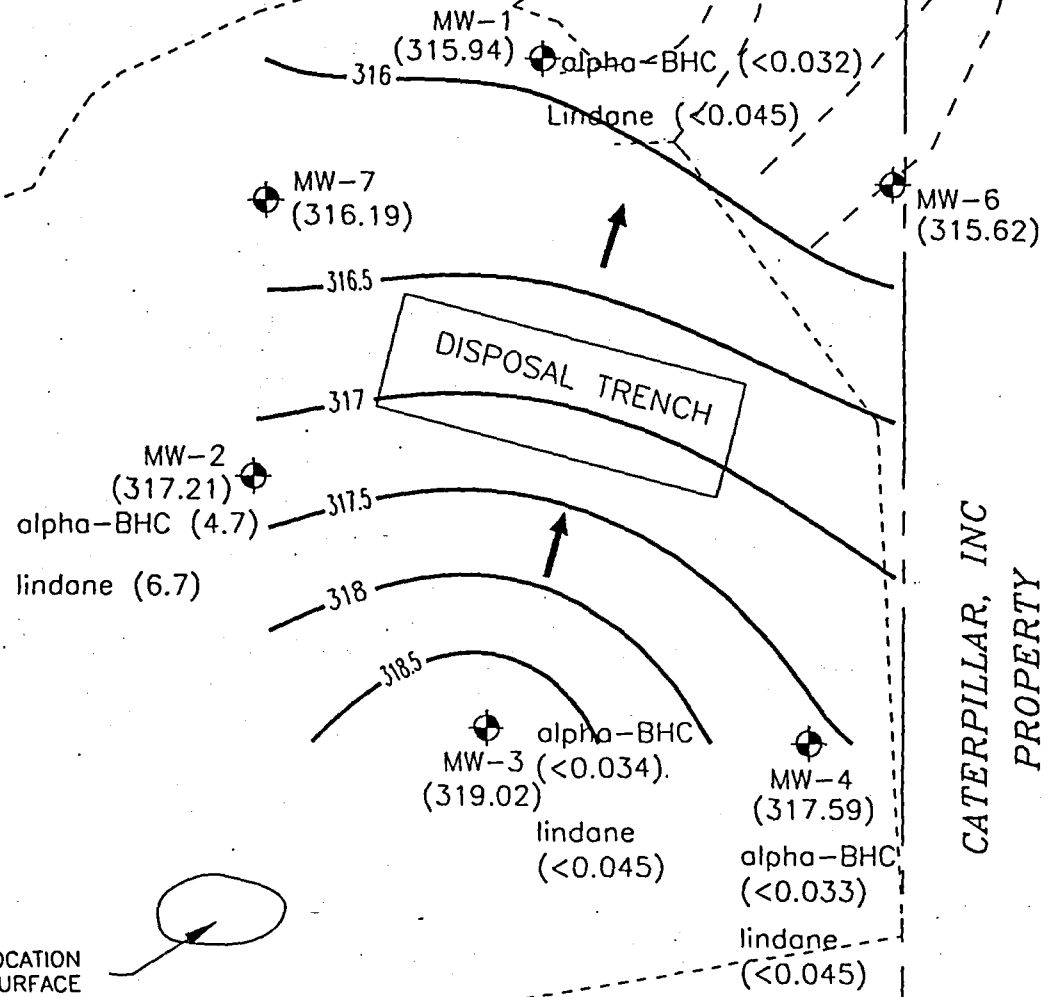 MW-1
(315.94)
alpha-BHC (<0.032)
316
Lindane (<0.045)
MW-7
(316.19)
MW-6
(315.62)
316.5
DISPOSAL TRENCH
317
MW-2
(317.21)
317.5
alpha-BHC (4.7)
lindane (6.7)
318
318.5
CATERPILLAR, INC
PROPERTY
MW-3
(319.02)
alpha-BHC
(<0.034).
lindane
(<0.045)
MW-4
(317.59)
alpha-BHC
(<0.033)
lindane
(<0.045)
OCATION
URFACE